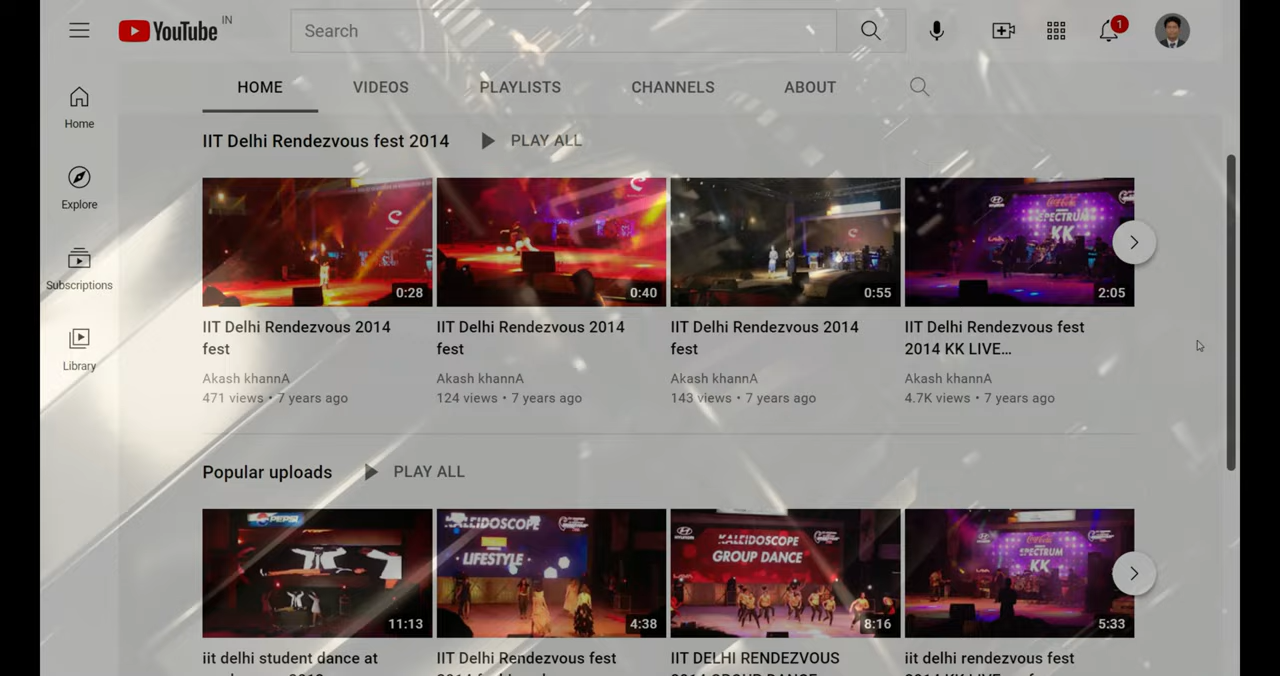 YouTube IN
Search
1
Home
Explore
Subscriptions
Library
HOME VIDEOS PLAYLISTS CHANNELS ABOUT
IIT Delhi Rendezvous fest 2014 PLAY ALL
SPECTRUM
KK
0:28 0:40 0:55 2:05
IIT Delhi Rendezvous 2014
fest
Akash khannA
471 views • 7 years ago
IIT Delhi Rendezvous 2014
fest
Akash khannA
124 views • 7 years ago
IIT Delhi Rendezvous 2014
fest
Akash khannA
143 views • 7 years ago
IIT Delhi Rendezvous fest
2014 KK LIVE...
Akash khannA
4.7K views • 7 years ago
Popular uploads PLAY ALL
PEPSI
11:13
KALEIDOSCOPE
LIFESTYLE
4:38
HYUNDAI
KALEIDOSCOPE
GROUP DANCE
8:16
Coca-Cola
SPECTRUM
KK
5:33
iit delhi student dance at
IIT Delhi Rendezvous fest
IIT DELHI RENDEZVOUS
iit delhi rendezvous fest